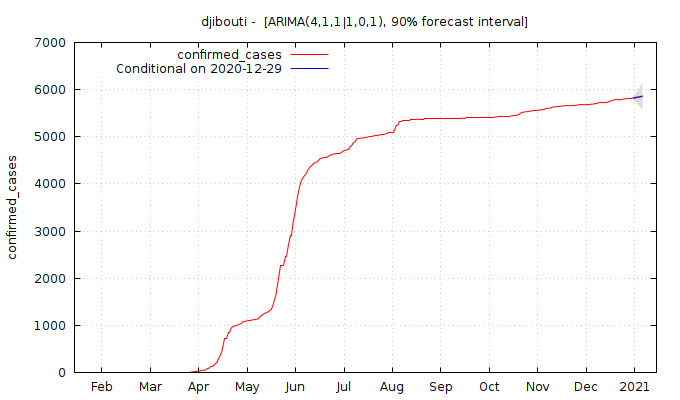 djibouti - [ARIMA(4,1,1|1,0,1), 90% forecast interval]
confirmed_cases
Conditional on 2020-12-29
7000
6000
5000
4000
3000
2000
1000
0
confirmed_cases
Feb Mar Apr May Jun Jul Aug Sep Oct Nov Dec 2021